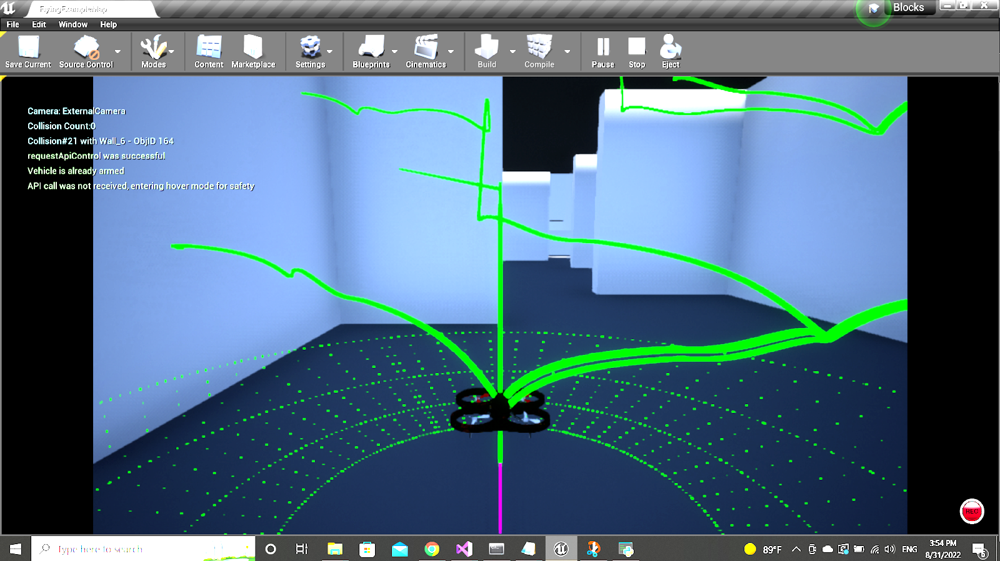 FlyingExampleMap
Blocks
File Edit Window Help
Save Current Source Control Modes Content Marketplace Settings Blueprints Cinematics Build Compile Pause Stop Eject
Camera: ExternalCamera
Collision Count:0
Collision#21 with Wall_6 - ObjID 164
requestApiControl was successful
Vehicle is already armed
API call was not received, entering hover mode for safety
REC
Type here to search
89°F
ENG
3:54 PM
8/31/2022
6